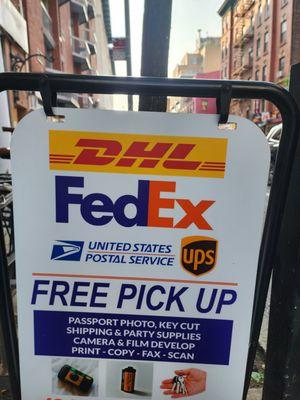 DHL
FedEx
UNITED STATES
POSTAL SERVICE
ups
FREE PICK UP
PASSPORT PHOTO, KEY CUT
SHIPPING & PARTY SUPPLIES
CAMERA & FILM DEVELOP
PRINT - COPY - FAX - SCAN